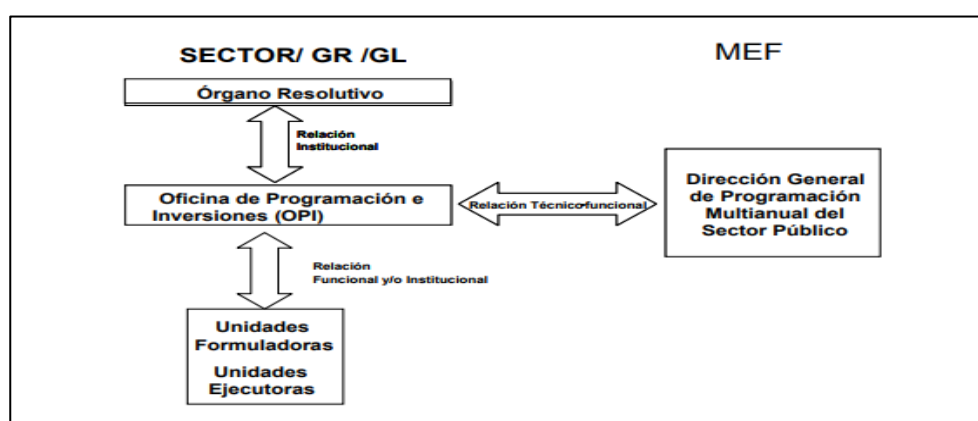 SECTOR/ GR /GL
MEF
Órgano Resolutivo
Relación
Institucional
Oficina de Programación e
Inversiones (OPI)
Relación Técnico-funcional
Dirección General
de Programación
Multianual del
Sector Público
Relación
Funcional y/o Institucional
Unidades
Formuladoras
Unidades
Ejecutoras